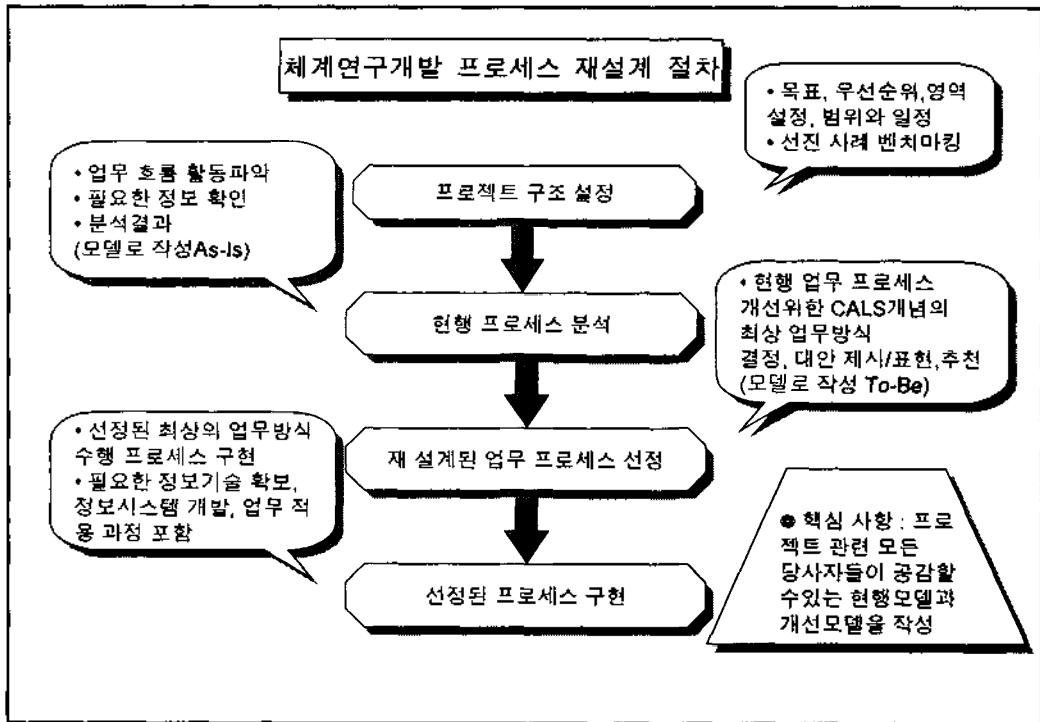 체계연구개발 프로세스 재설계 절차
• 목표, 우선순위,영역
설정, 범위와 일정
• 선진 사례 벤치마킹
프로젝트 구조 설정
• 업무 흐름 활동파악
• 필요한 정보 확인
• 분석결과
(모델로 작성As-Is)
현행 프로세스 분석
• 현행 업무 프로세스
개선위한 CALS개념의
최상 업무방식
결정, 대안 제시/표현,추천
(모델로 작성 To-Be)
재 설계된 업무 프로세스 선정
• 선정된 최상의 업무방식
수행 프로세스 구현
• 필요한 정보기술 확보,
정보시스템 개발, 업무 적
용 과정 포함
선정된 프로세스 구현
● 핵심 사항 : 프로
젝트 관련 모든
당사자들이 공감할
수있는 현행모델과
개선모델을 작성